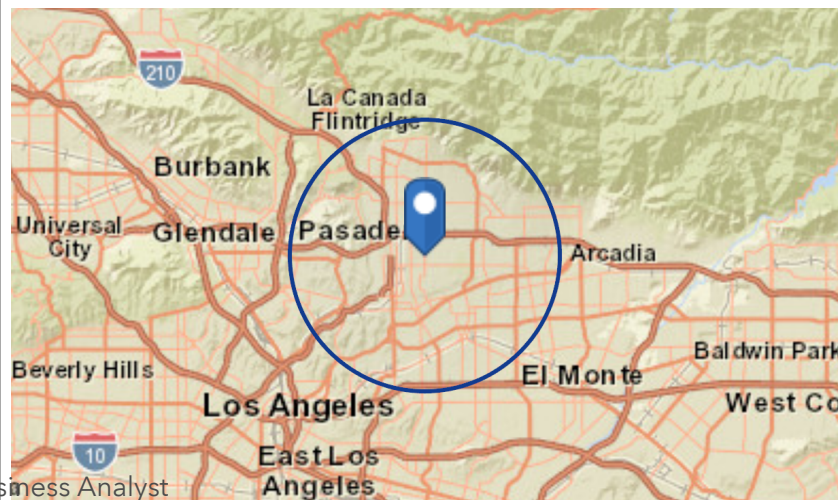 210
La Canada
Flintridge
Burbank
Universal
City
Glendale
Arcadia
Beverly Hills
Baldwin Park
El Monte
Los Angeles
West Co
10
East Los
Angeles
siness Analyst